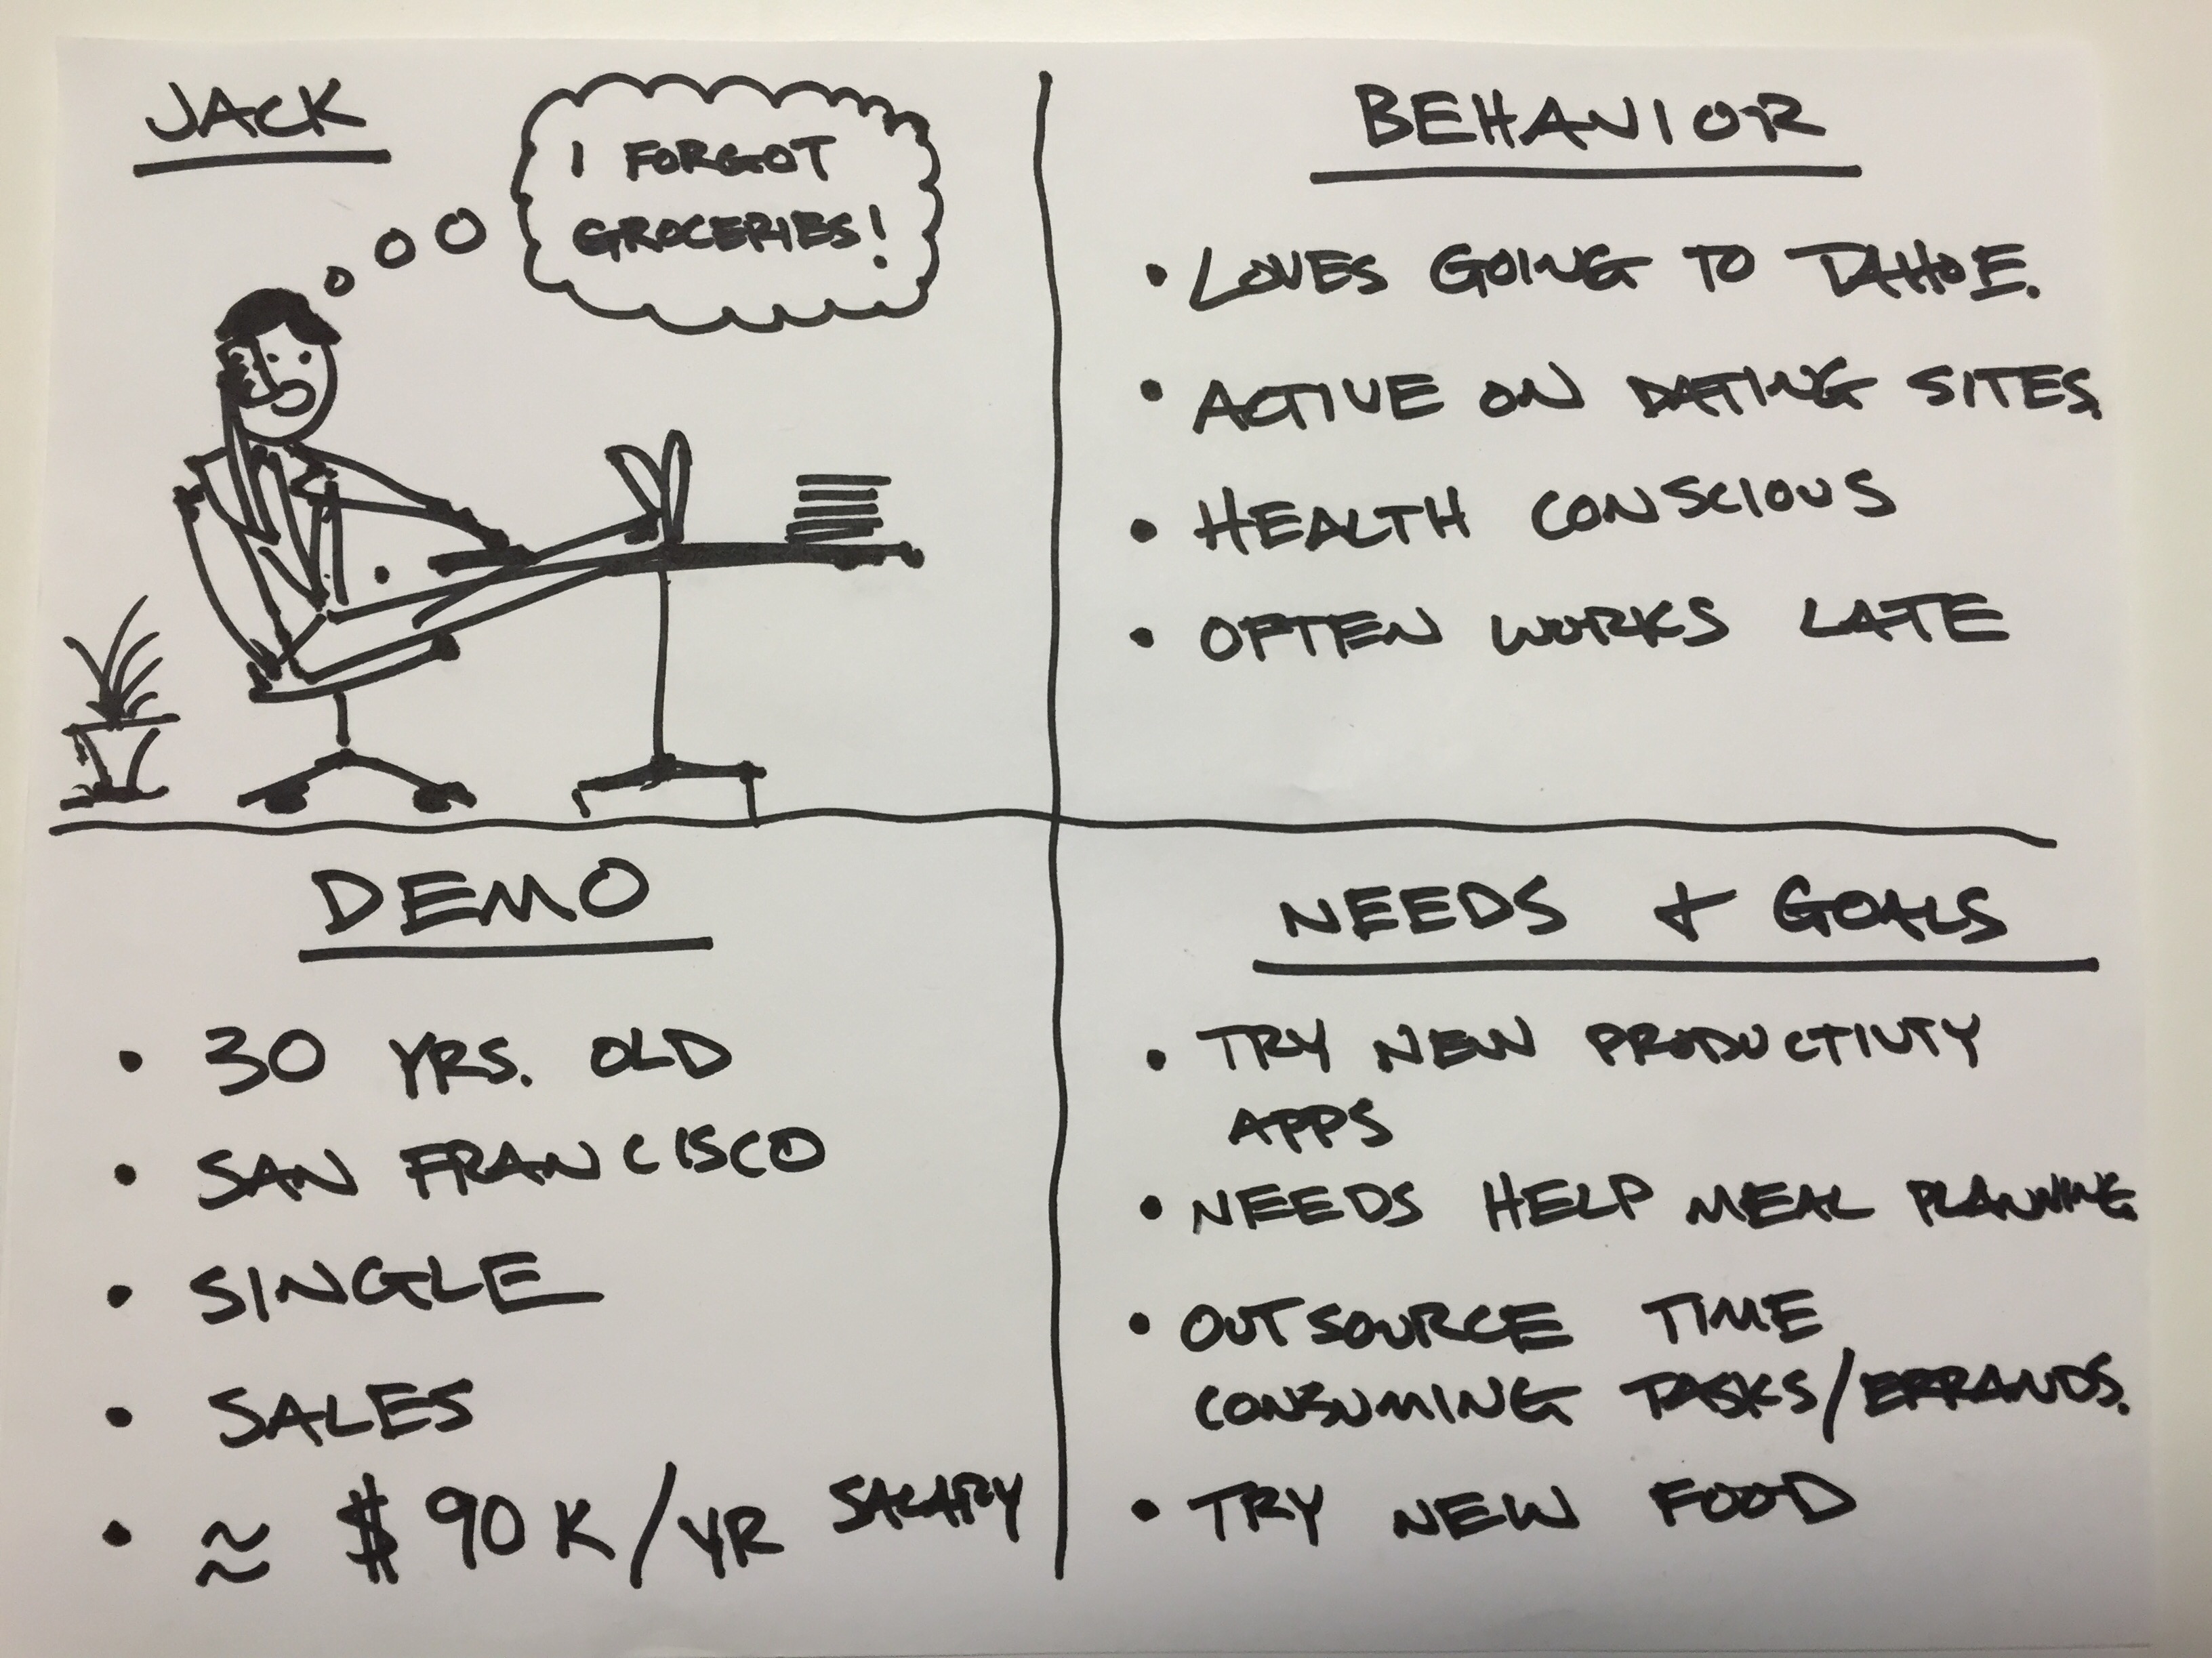 JACK
I FORGOT
GROCERIES!
BEHAVIOR
• LOVES GOING TO TAHOE.
• ACTIVE ON DATING SITES.
• HEALTH CONSCIOUS
• OFTEN WORKS LATE
DEMO
• 30 YRS. OLD
• SAN FRANCISCO
• SINGLE
• SALES
• ≈ $90K/YR SALARY
NEEDS + GOALS
• TRY NEW PRODUCTIVITY
APPS
• NEEDS HELP MEAL PLANNING.
• OUTSOURCE TIME
CONSUMING TASKS/ERRANDS.
• TRY NEW FOOD